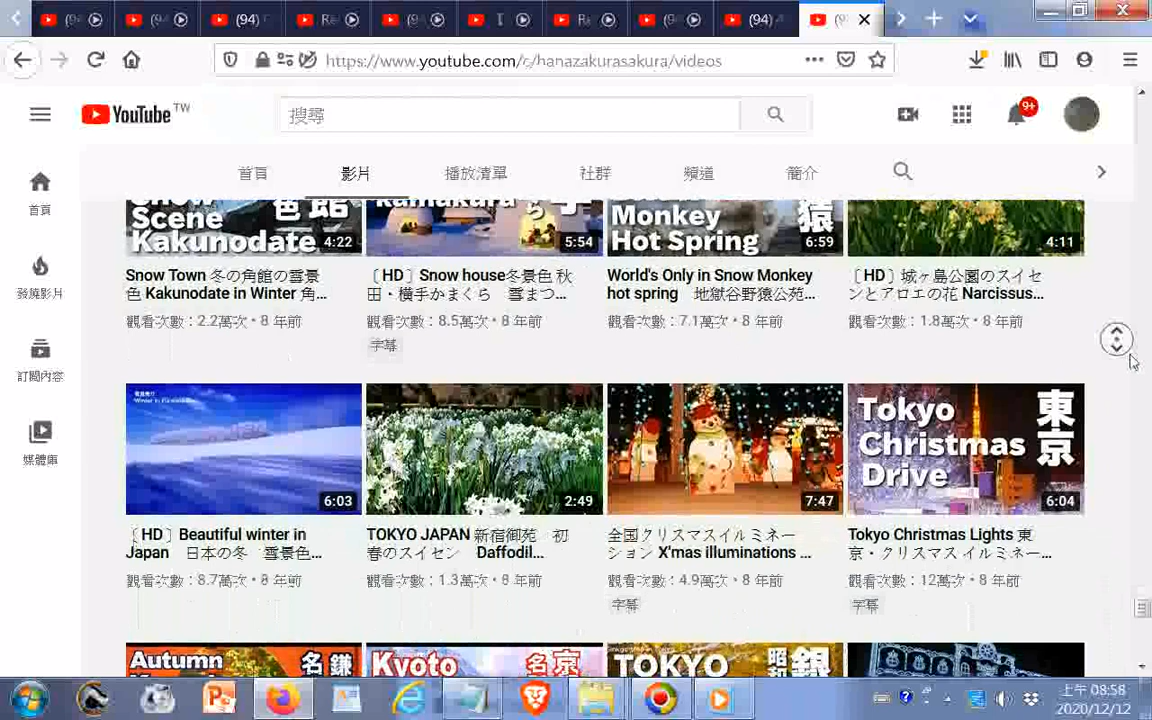 (94)
(94)
(94)
https://www.youtube.com/c/hanazakurasakura/videos
YouTube TW
搜尋
9+
首頁
影片
播放清單
社群
頻道
簡介
首頁
發燒影片
訂閱內容
媒體庫
Scene
Kakunodate
4:22
kamakura
5:54
Monkey
Hot Spring
猿
6:59
4:11
Snow Town 冬の角館の雪景
色 Kakunodate in Winter 角...
觀看次數：2.2萬次 • 8 年前
〔HD〕Snow house冬景色 秋
田・横手かまくら　雪まつ...
觀看次數：8.5萬次 • 8 年前
字幕
World's Only in Snow Monkey
hot spring　地獄谷野猿公苑...
觀看次數：7.1萬次 • 8 年前
〔HD〕城ヶ島公園のスイセ
ンとアロエの花 Narcissus...
觀看次數：1.8萬次 • 8 年前
6:03
2:49
7:47
Tokyo
Christmas
Drive
東京
6:04
〔HD〕Beautiful winter in
Japan　日本の冬　雪景色...
觀看次數：8.7萬次 • 8 年前
TOKYO JAPAN 新宿御苑　初
春のスイセン　Daffodil...
觀看次數：1.3萬次 • 8 年前
全国クリスマスイルミネー
ション X'mas illuminations ...
觀看次數：4.9萬次 • 8 年前
字幕
Tokyo Christmas Lights 東
京・クリスマス イルミネー...
觀看次數：12萬次 • 8 年前
字幕
Autumn
名鎌
Kyoto
名京
TOKYO
昭和
銀
上午 08:58
2020/12/12